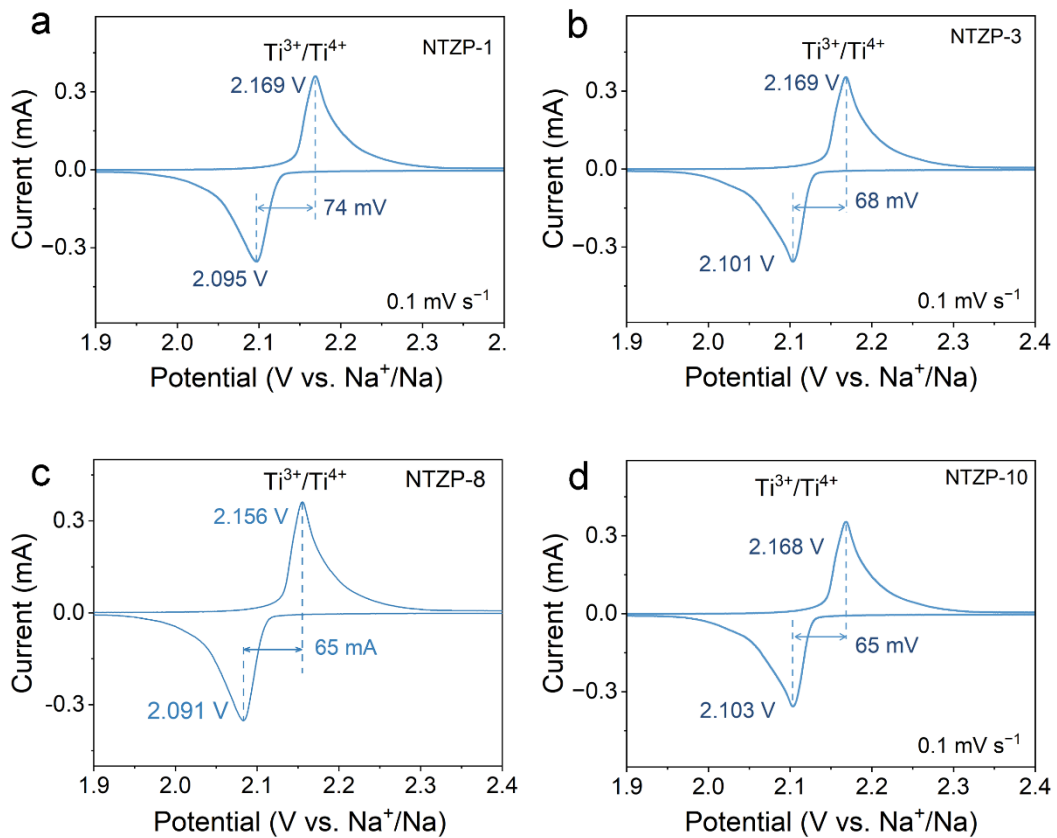 a
Ti³⁺/Ti⁴⁺
NTZP-1
2.169 V
74 mV
2.095 V
0.1 mV s⁻¹
0.3
0.0
−0.3
Current (mA)
1.9 2.0 2.1 2.2 2.3 2.
Potential (V vs. Na⁺/Na)
b
Ti³⁺/Ti⁴⁺
NTZP-3
2.169 V
68 mV
2.101 V
0.1 mV s⁻¹
0.3
0.0
−0.3
Current (mA)
1.9 2.0 2.1 2.2 2.3 2.4
Potential (V vs. Na⁺/Na)
c
Ti³⁺/Ti⁴⁺
NTZP-8
2.156 V
65 mA
2.091 V
0.3
0.0
-0.3
Current (mA)
1.9 2.0 2.1 2.2 2.3 2.4
Potential (V vs. Na⁺/Na)
d
Ti³⁺/Ti⁴⁺
NTZP-10
2.168 V
65 mV
2.103 V
0.1 mV s⁻¹
0.3
0.0
−0.3
Current (mA)
1.9 2.0 2.1 2.2 2.3 2.4
Potential (V vs. Na⁺/Na)